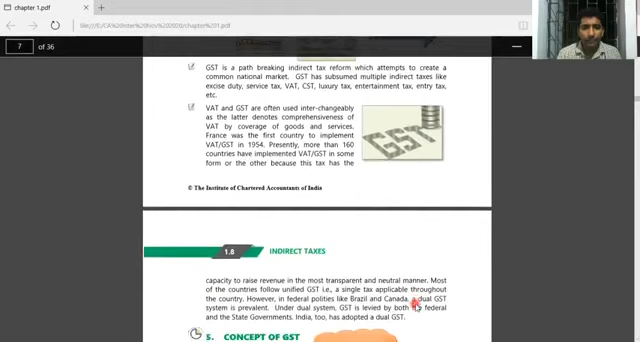 chapter 1.pdf
file:///E:/CA%20Inter%20
chapter%201.pdf
7 of 36
GST is a path breaking indirect tax reform which attempts to create a
common national market. GST has subsumed multiple indirect taxes like
excise duty, service tax, VAT, CST, luxury tax, entertainment tax, entry tax,
etc.
VAT and GST are often used inter-changeably
as the latter denotes comprehensiveness of
VAT by coverage of goods and services.
France was the first country to implement
VAT/GST in 1954. Presently, more than 160
countries have implemented VAT/GST in some
form or the other because this tax has the
GST
© The Institute of Chartered Accountants of India
1.8 INDIRECT TAXES
capacity to raise revenue in the most transparent and neutral manner. Most
of the countries follow unified GST i.e., a single tax applicable throughout
the country. However, in federal polities like Brazil and Canada, a dual GST
system is prevalent. Under dual system, GST is levied by both the federal
and the State Governments. India, too, has adopted a dual GST.
5. CONCEPT OF GST